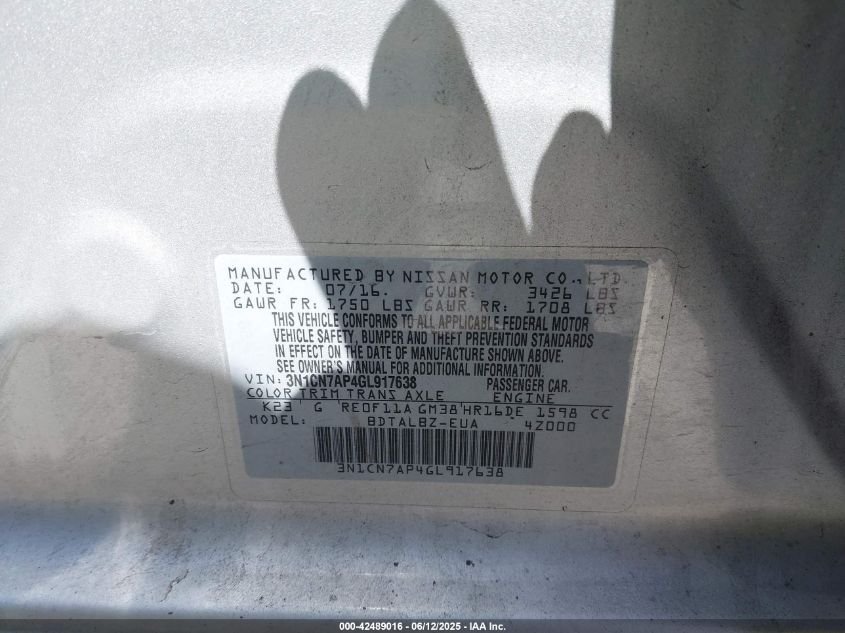 MANUFACTURED BY NISSAN MOTOR CO., LTD.
DATE: 07/16. GVWR: 3426 LBS
GAWR FR: 1750 LBS GAWR RR: 1708 LBS
THIS VEHICLE CONFORMS TO ALL APPLICABLE FEDERAL MOTOR
VEHICLE SAFETY, BUMPER AND THEFT PREVENTION STANDARDS
IN EFFECT ON THE DATE OF MANUFACTURE SHOWN ABOVE.
SEE OWNER'S MANUAL FOR ADDITIONAL INFORMATION
VIN: 3N1CN7AP4GL917638 PASSENGER CAR.
COLOR TRIM TRANS AXLE ENGINE
K23 G RE0F11A GM38 HR16DE 1598 CC
MODEL: BDTALBZ-EUA 4Z000
3N1CN7AP4GL917638
000-42489016 - 06/12/2025 - IAA Inc.